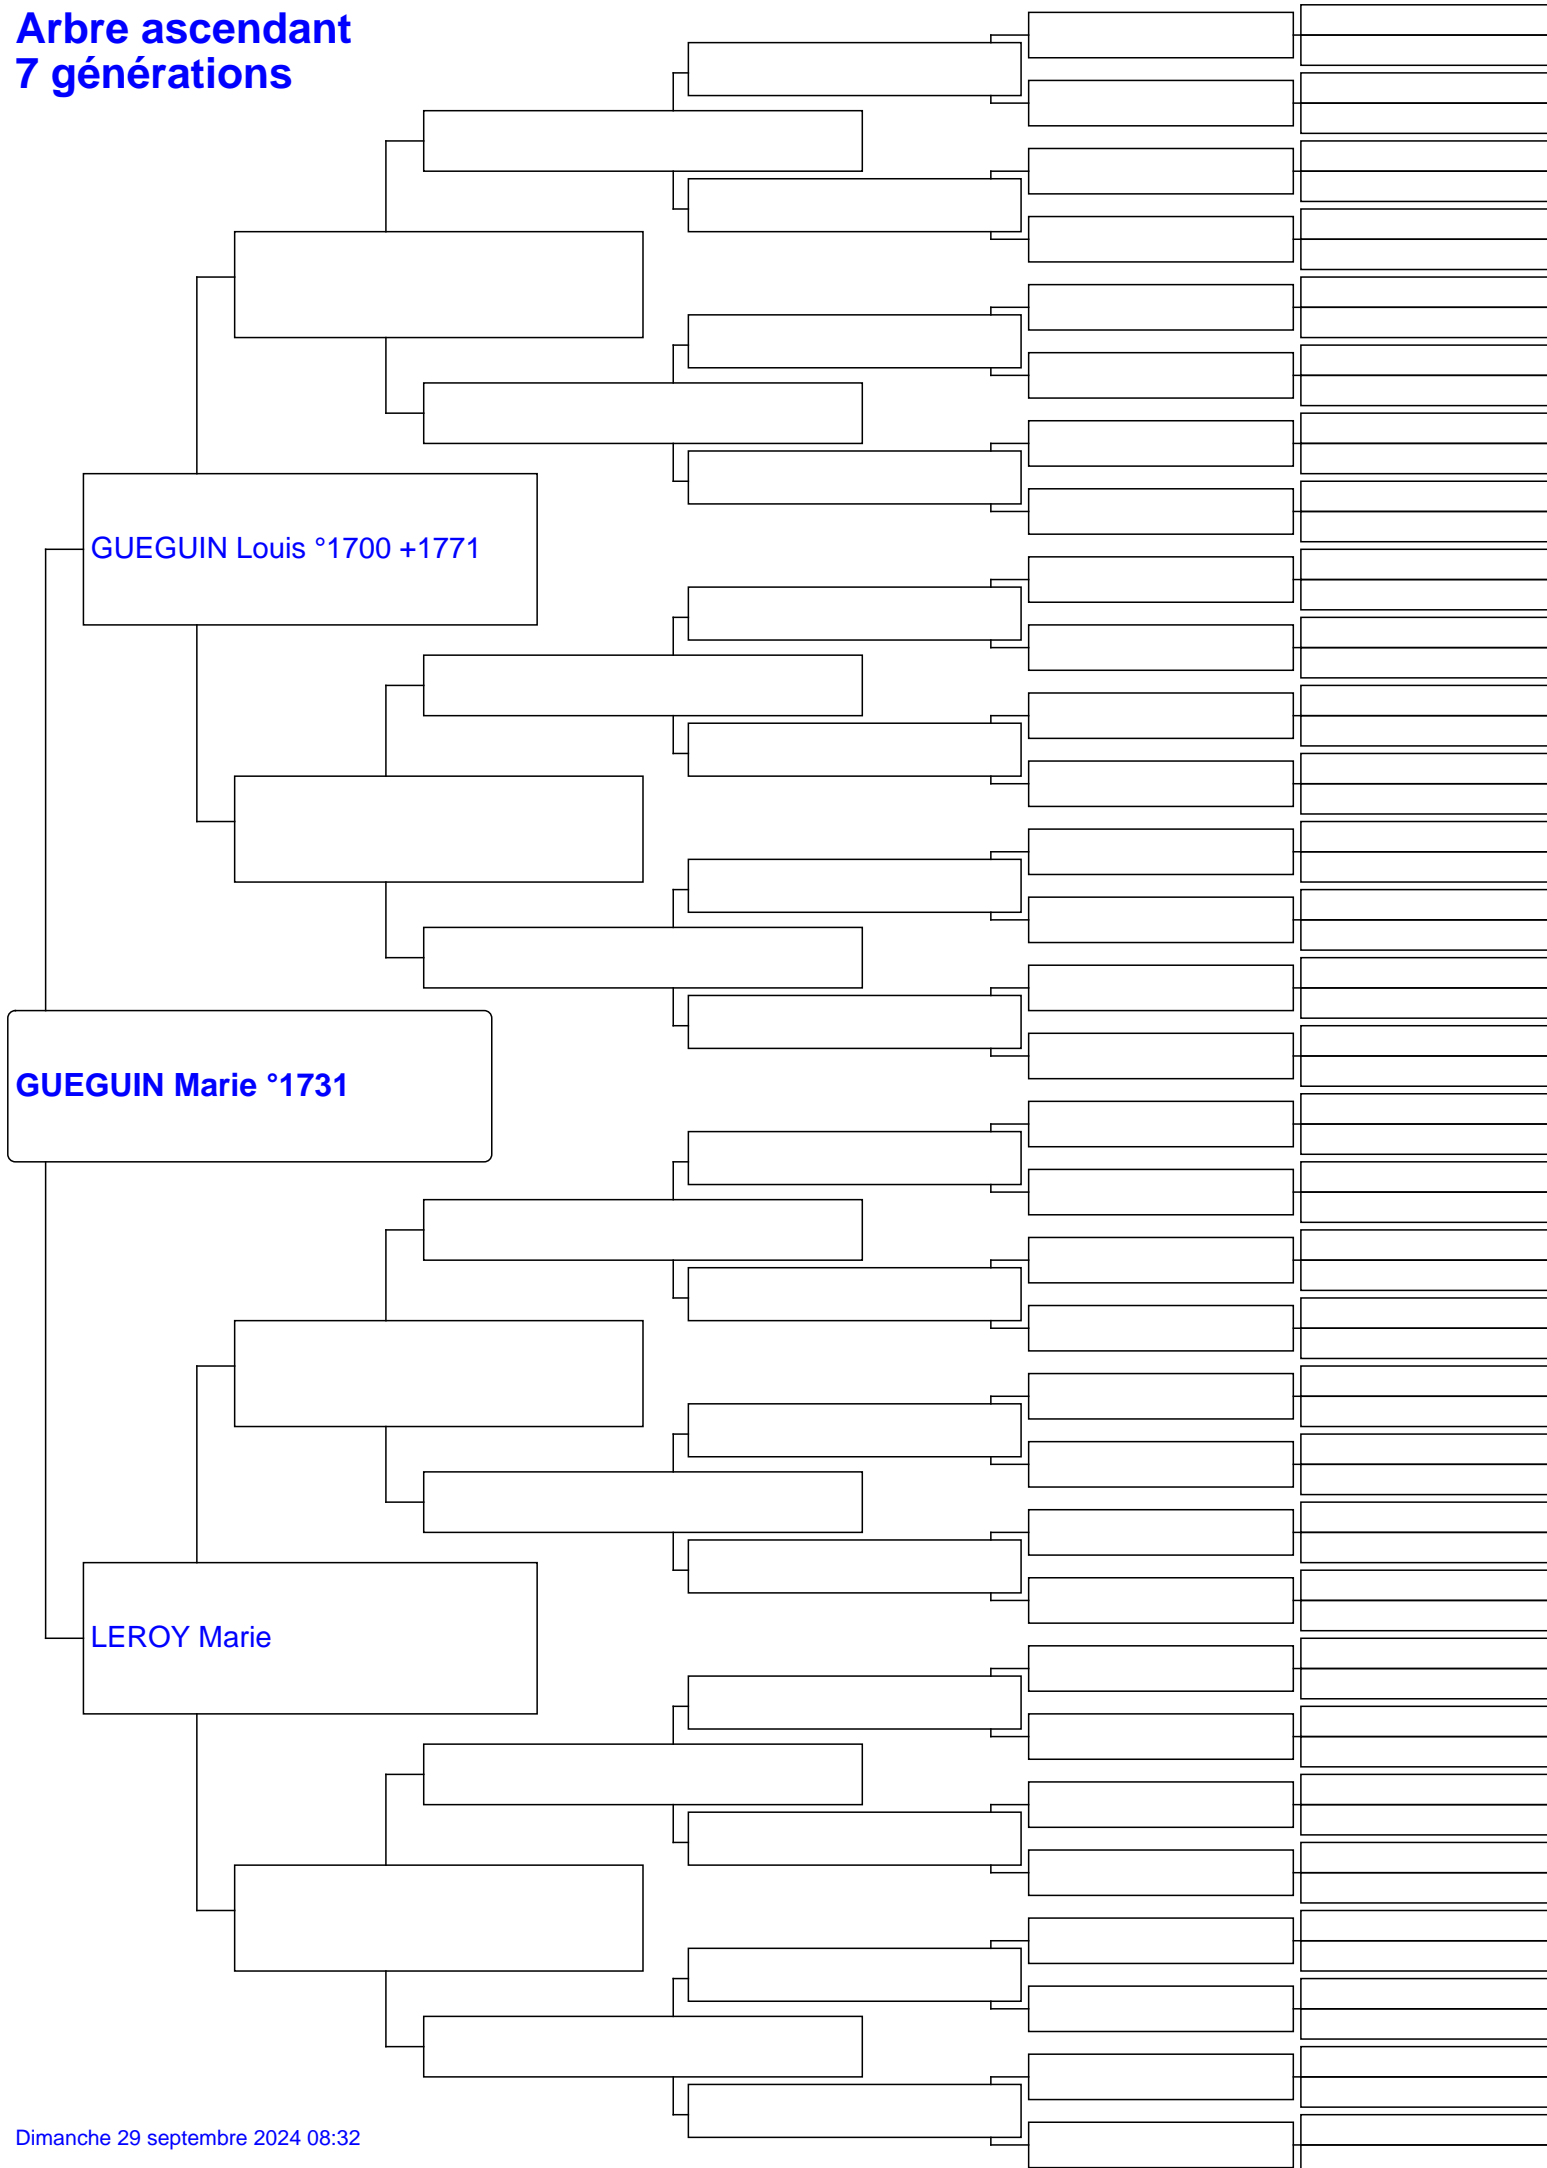 Arbre ascendant
7 générations
GUEGUIN Louis °1700 +1771
GUEGUIN Marie °1731
LEROY Marie
Dimanche 29 septembre 2024 08:32